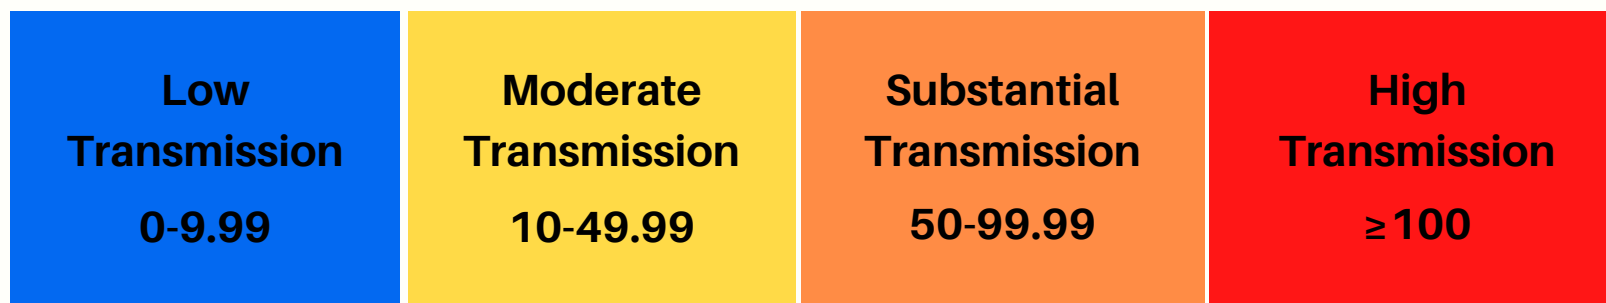 Low
Transmission
0-9.99
Moderate
Transmission
10-49.99
Substantial
Transmission
50-99.99
High
Transmission
≥100